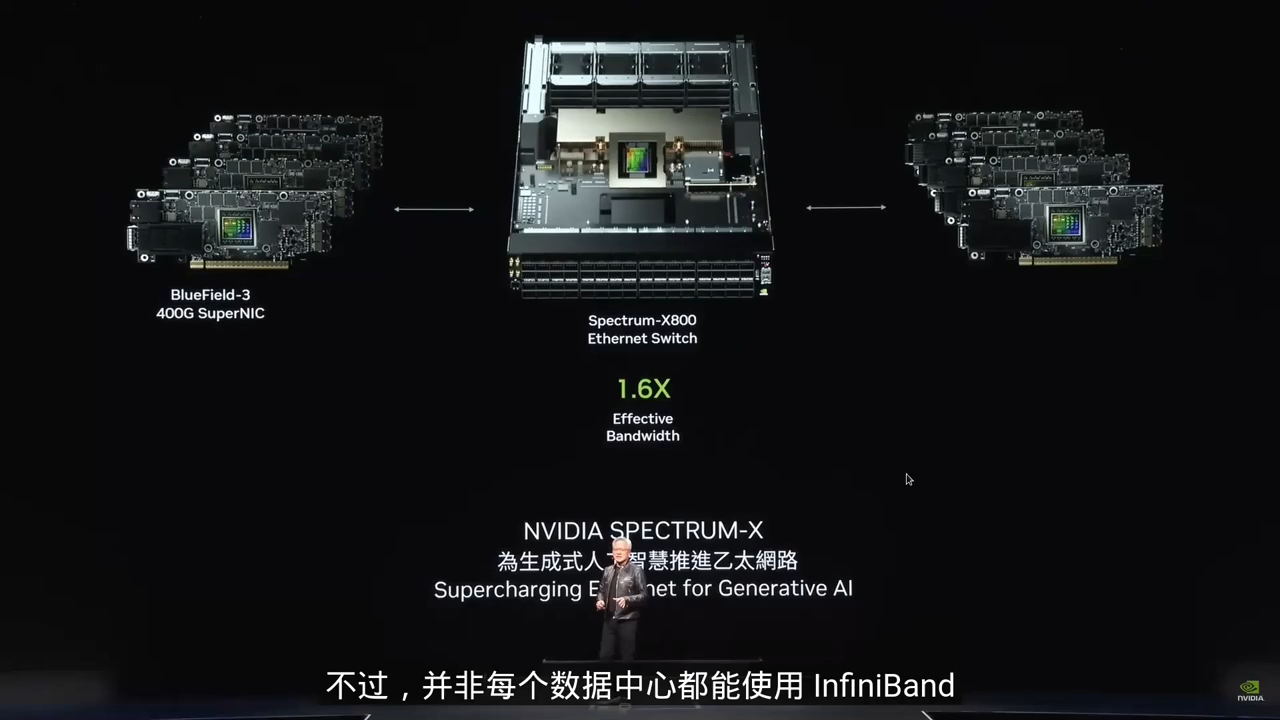 BlueField-3
400G SuperNIC
Spectrum-X800
Ethernet Switch
1.6X
Effective
Bandwidth
NVIDIA SPECTRUM-X
為生成式人 智慧推進乙太網路
Supercharging net for Generative AI
不过，并非每个数据中心都能使用 InfiniBand
NVIDIA